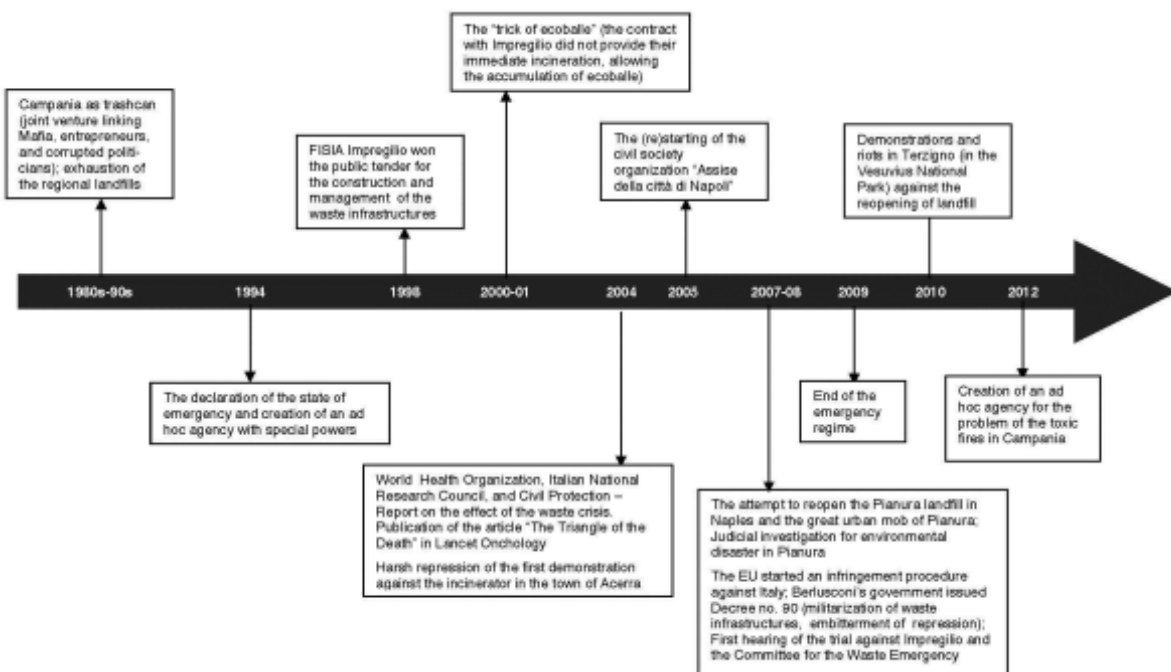 The "trick of ecoballe" (the contract
with Impregilio did not provide their
immediate incineration, allowing
the accumulation of ecoballe)
Campania as trashcan
(joint venture linking
Mafia, entrepreneurs,
and corrupted politi-
cians); exhaustion of
the regional landfills
FISIA Impregilio won
the public tender for
the construction and
management of the
waste infrastructures
The (re)starting of the
civil society
organization "Assise
della città di Napoli"
Demonstrations and
riots in Terzigno (in the
Vesuvius National
Park) against the
reopening of landfill
1980s-90s 1994 1998 2000-01 2004 2005 2007-08 2009 2010 2012
The declaration of the state of
emergency and creation of an ad
hoc agency with special powers
End of the
emergency
regime
Creation of an ad
hoc agency for the
problem of the toxic
fires in Campania
World Health Organization, Italian National
Research Council, and Civil Protection –
Report on the effect of the waste crisis.
Publication of the article "The Triangle of the
Death" in Lancet Onchology
Harsh repression of the first demonstration
against the incinerator in the town of Acerra
The attempt to reopen the Pianura landfill in
Naples and the great urban mob of Pianura;
Judicial investigation for environmental
disaster in Pianura
The EU started an infringement procedure
against Italy; Berlusconi's government issued
Decree no. 90 (militarization of waste
infrastructures, embitterment of repression);
First hearing of the trial against Impregilio and
the Committee for the Waste Emergency